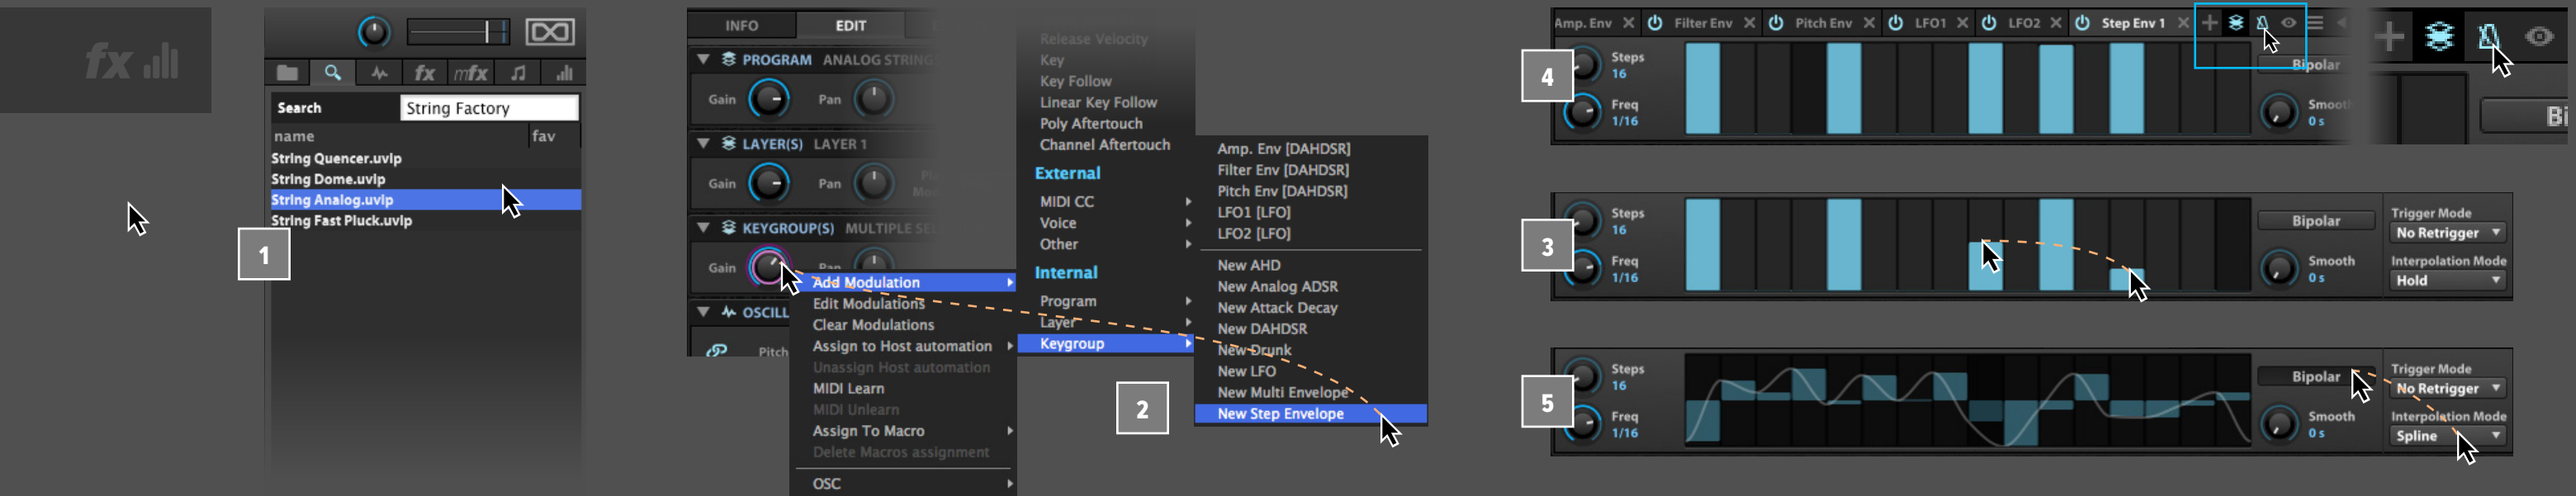 fx
fx mfx
Search String Factory
name fav
String Quencer.uvip
String Dome.uvip
String Analog.uvip
String Fast Pluck.uvip
1
INFO EDIT
PROGRAM ANALOG STRING
Gain Pan
LAYER(S) LAYER 1
Gain Pan
KEYGROUP(S) MULTIPLE SEL
Gain Pan
OSCILL
Pitch
Add Modulation
Edit Modulations
Clear Modulations
Assign to Host automation
Unassign Host automation
MIDI Learn
MIDI Unlearn
Assign To Macro
Delete Macros assignment
OSC
Release Velocity
Key
Key Follow
Linear Key Follow
Poly Aftertouch
Channel Aftertouch
External
MIDI CC
Voice
Other
Internal
Program
Layer
Keygroup
2
Amp. Env [DAHDSR]
Filter Env [DAHDSR]
Pitch Env [DAHDSR]
LFO1 [LFO]
LFO2 [LFO]
New AHD
New Analog ADSR
New Attack Decay
New DAHDSR
New Drunk
New LFO
New Multi Envelope
New Step Envelope
Amp. Env Filter Env Pitch Env LFO1 LFO2 Step Env 1
4
Steps
16
Freq
1/16
Bipolar
Smoot
0 s
Bi
3
Steps
16
Freq
1/16
Bipolar
Smooth
0 s
Trigger Mode
No Retrigger
Interpolation Mode
Hold
5
Steps
16
Freq
1/16
Bipolar
Smooth
0 s
Trigger Mode
No Retrigger
Interpolation Mode
Spline